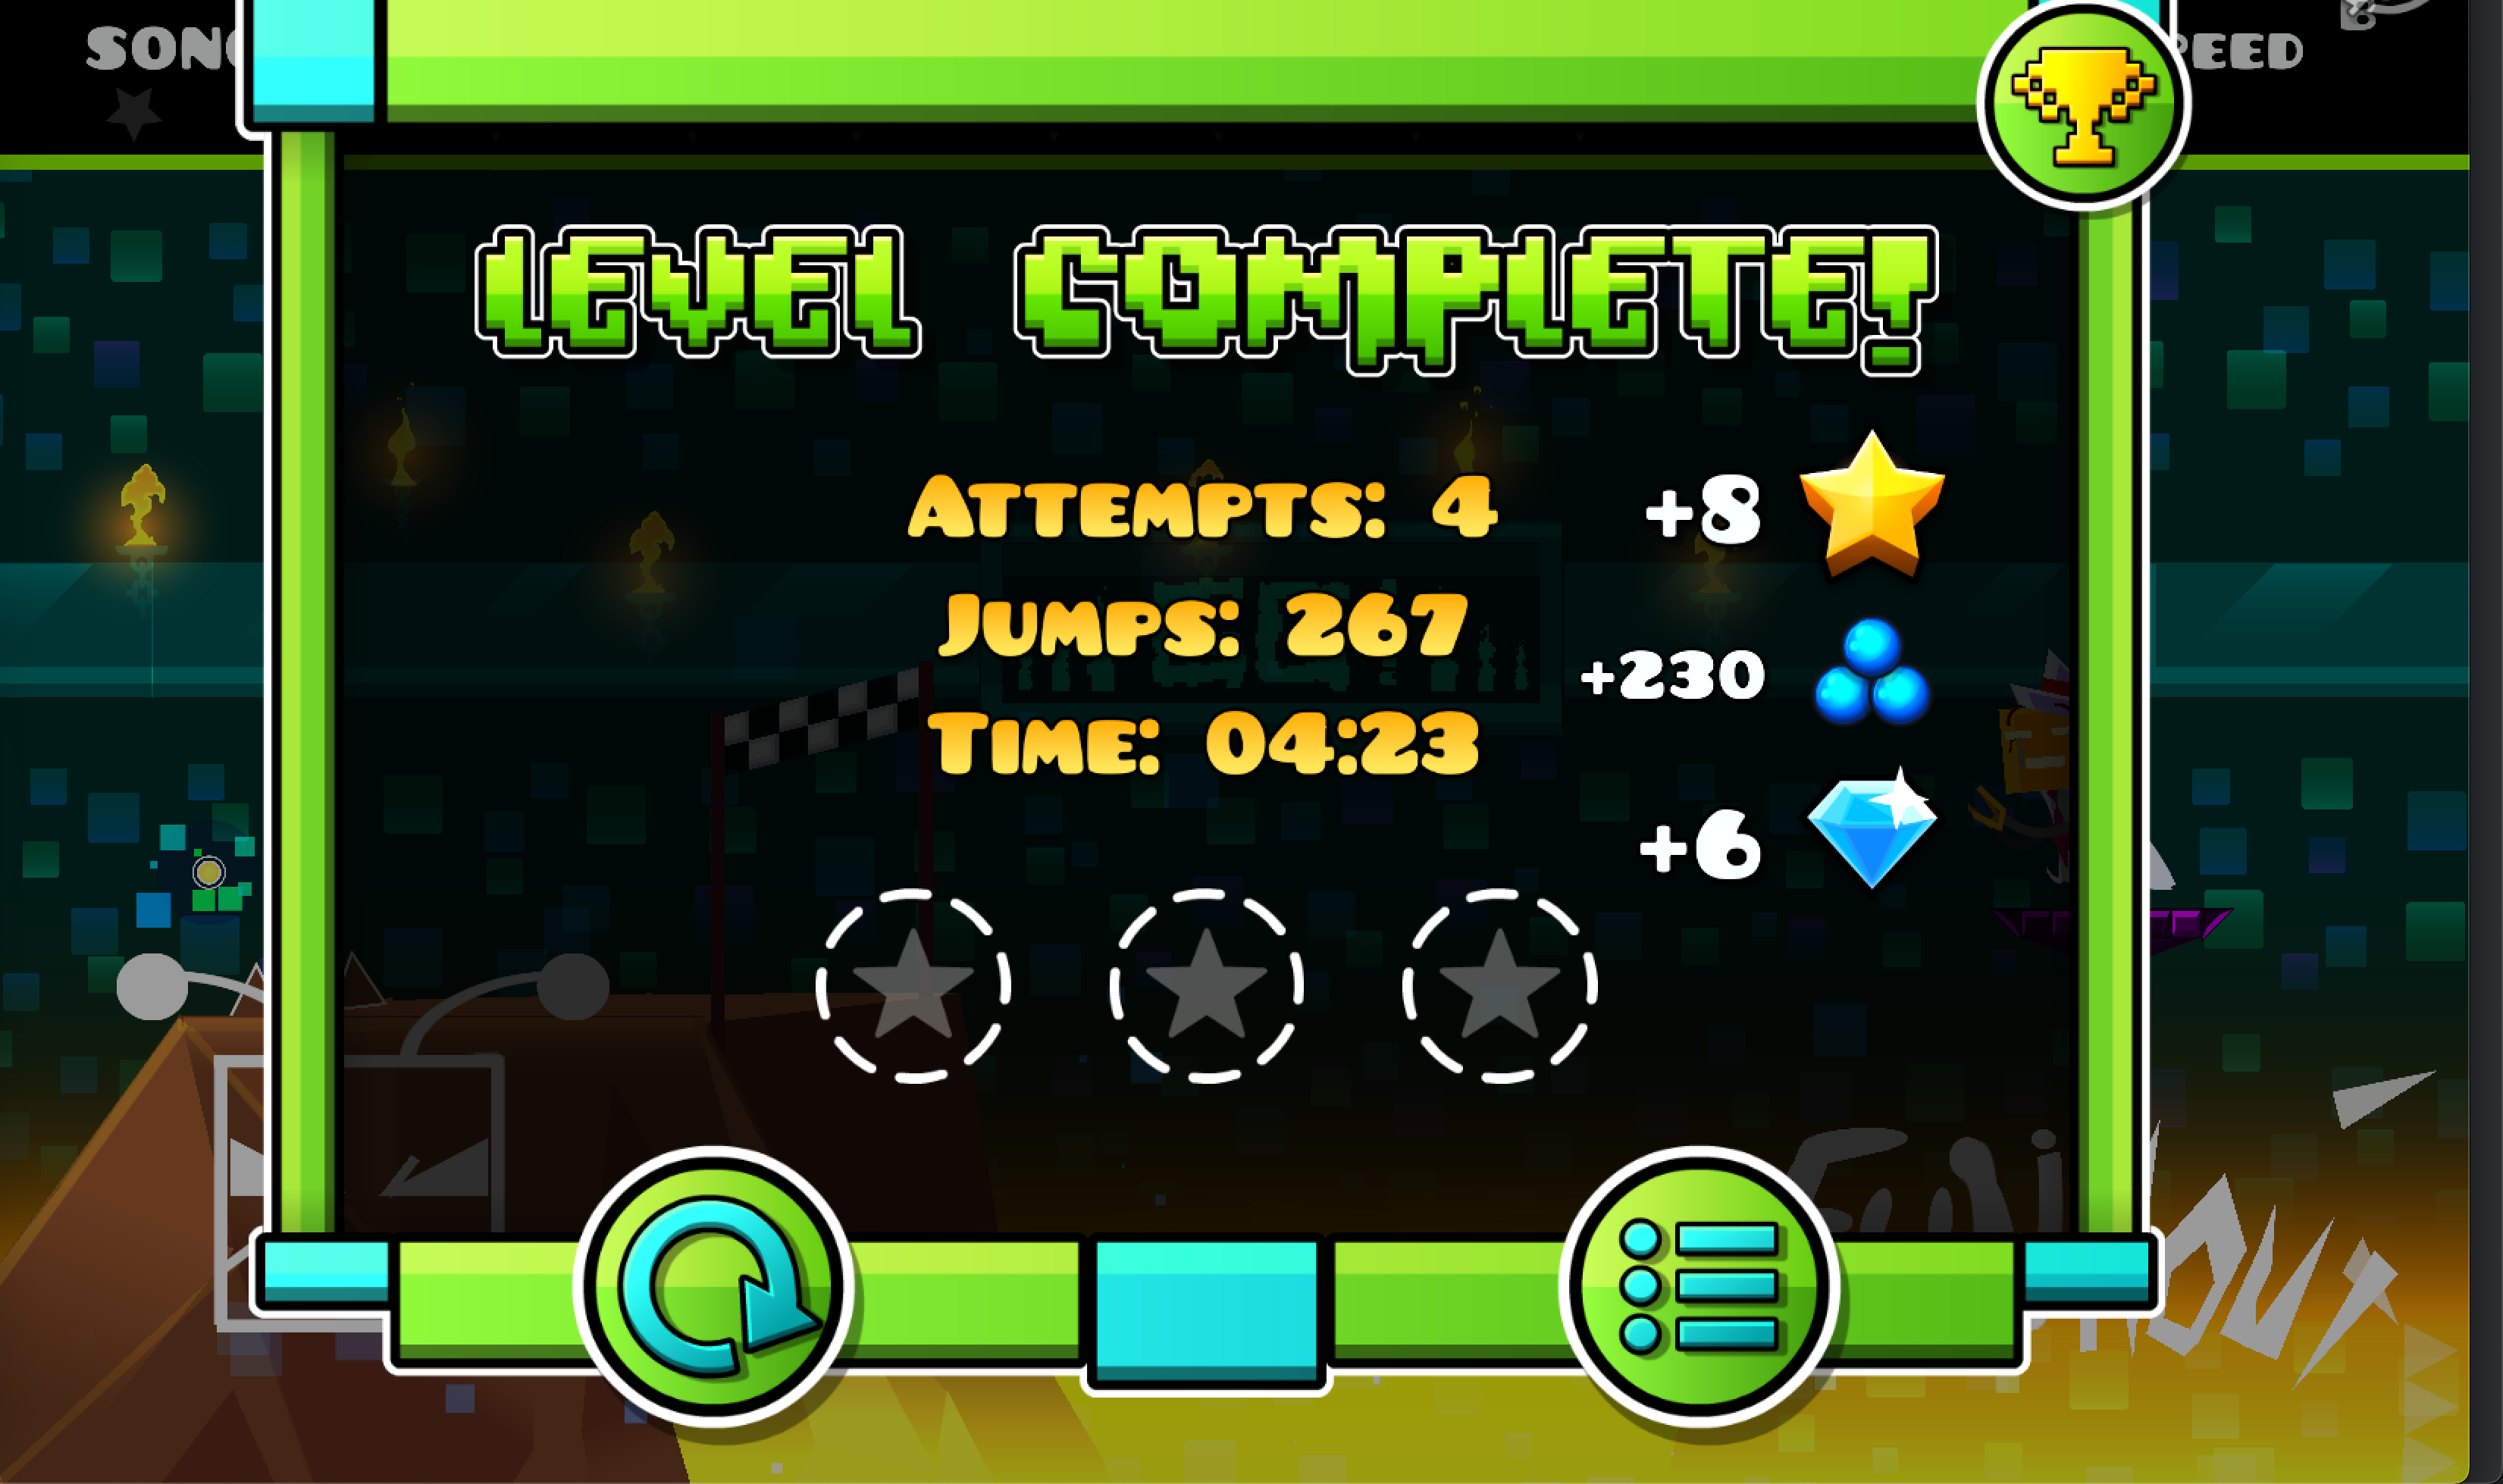 LEVEL COMPLETE!
ATTEMPTS: 4
+8
JUMPS: 267
+230
TIME: 04:23
+6